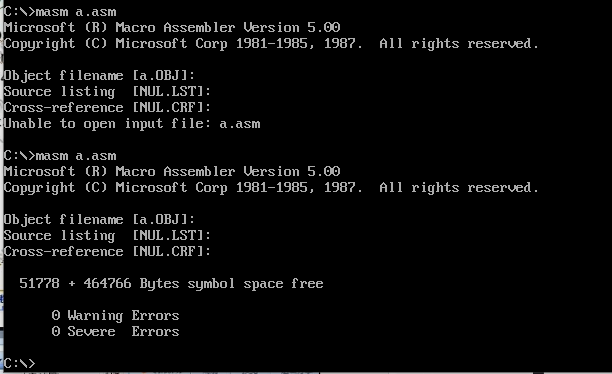 C:\>masm a.asm
Microsoft (R) Macro Assembler Version 5.00
Copyright (C) Microsoft Corp 1981-1985, 1987.  All rights reserved.
Object filename [a.OBJ]:
Source listing  [NUL.LST]:
Cross-reference [NUL.CRF]:
Unable to open input file: a.asm
C:\>masm a.asm
Microsoft (R) Macro Assembler Version 5.00
Copyright (C) Microsoft Corp 1981-1985, 1987.  All rights reserved.
Object filename [a.OBJ]:
Source listing  [NUL.LST]:
Cross-reference [NUL.CRF]:
51778 + 464766 Bytes symbol space free
0 Warning Errors
0 Severe  Errors
C:\>